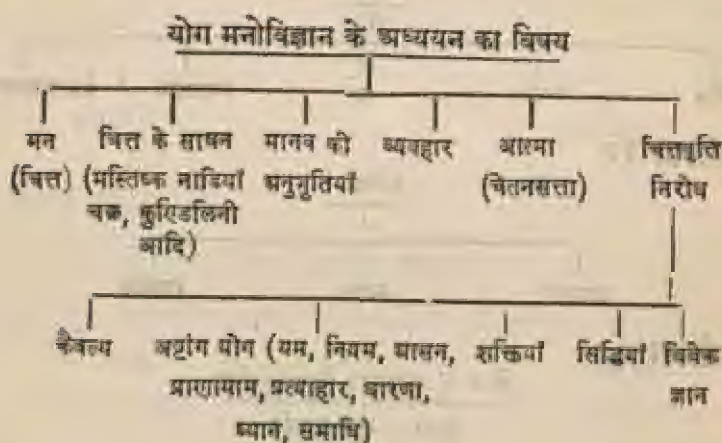 योग मनोविज्ञान के अध्ययन का विषय
मन चित्त के साधन मानव की व्यवहार आत्मा चित्तवृत्ति
(चित्त) (मस्तिष्क नाडियां अनुभूतियां (चेतनसत्ता) निरोध
चक्र, कुण्डलिनी
आदि)
कैवल्य अष्टांग योग (यम, नियम, आसन, शक्तियां सिद्धियां विवेक
प्राणायाम, प्रत्याहार, धारणा, ज्ञान
ध्यान, समाधि)